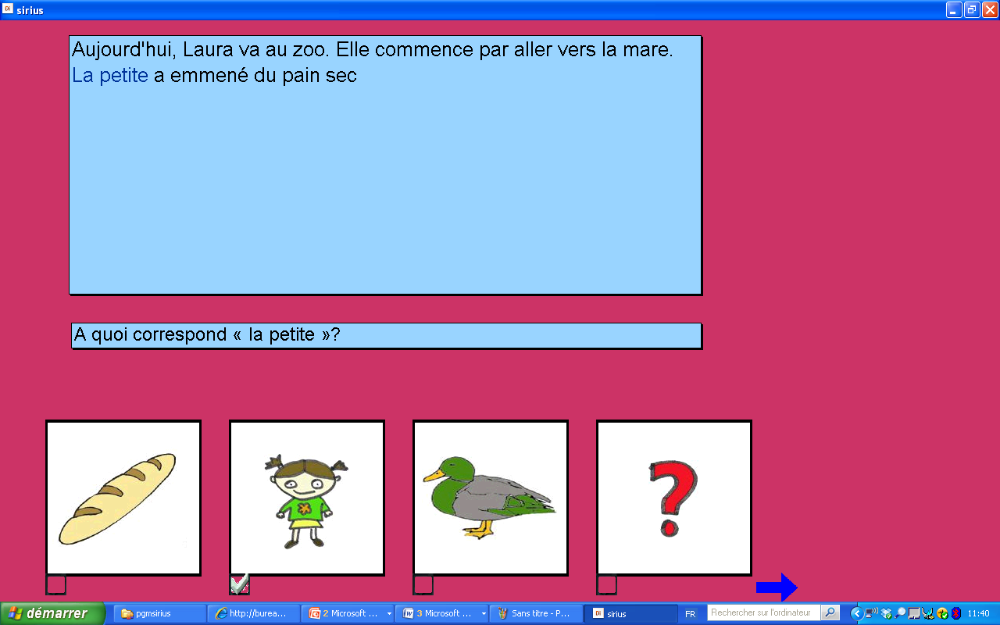 Di sirius
Aujourd'hui, Laura va au zoo. Elle commence par aller vers la mare.
La petite a emmené du pain sec
A quoi correspond « la petite »?
?
démarrer
pgmsirius
http://burea...
2 Microsoft ...
3 Microsoft ...
Sans titre - P...
Di sirius
FR
Rechercher sur l'ordinateur
11:40